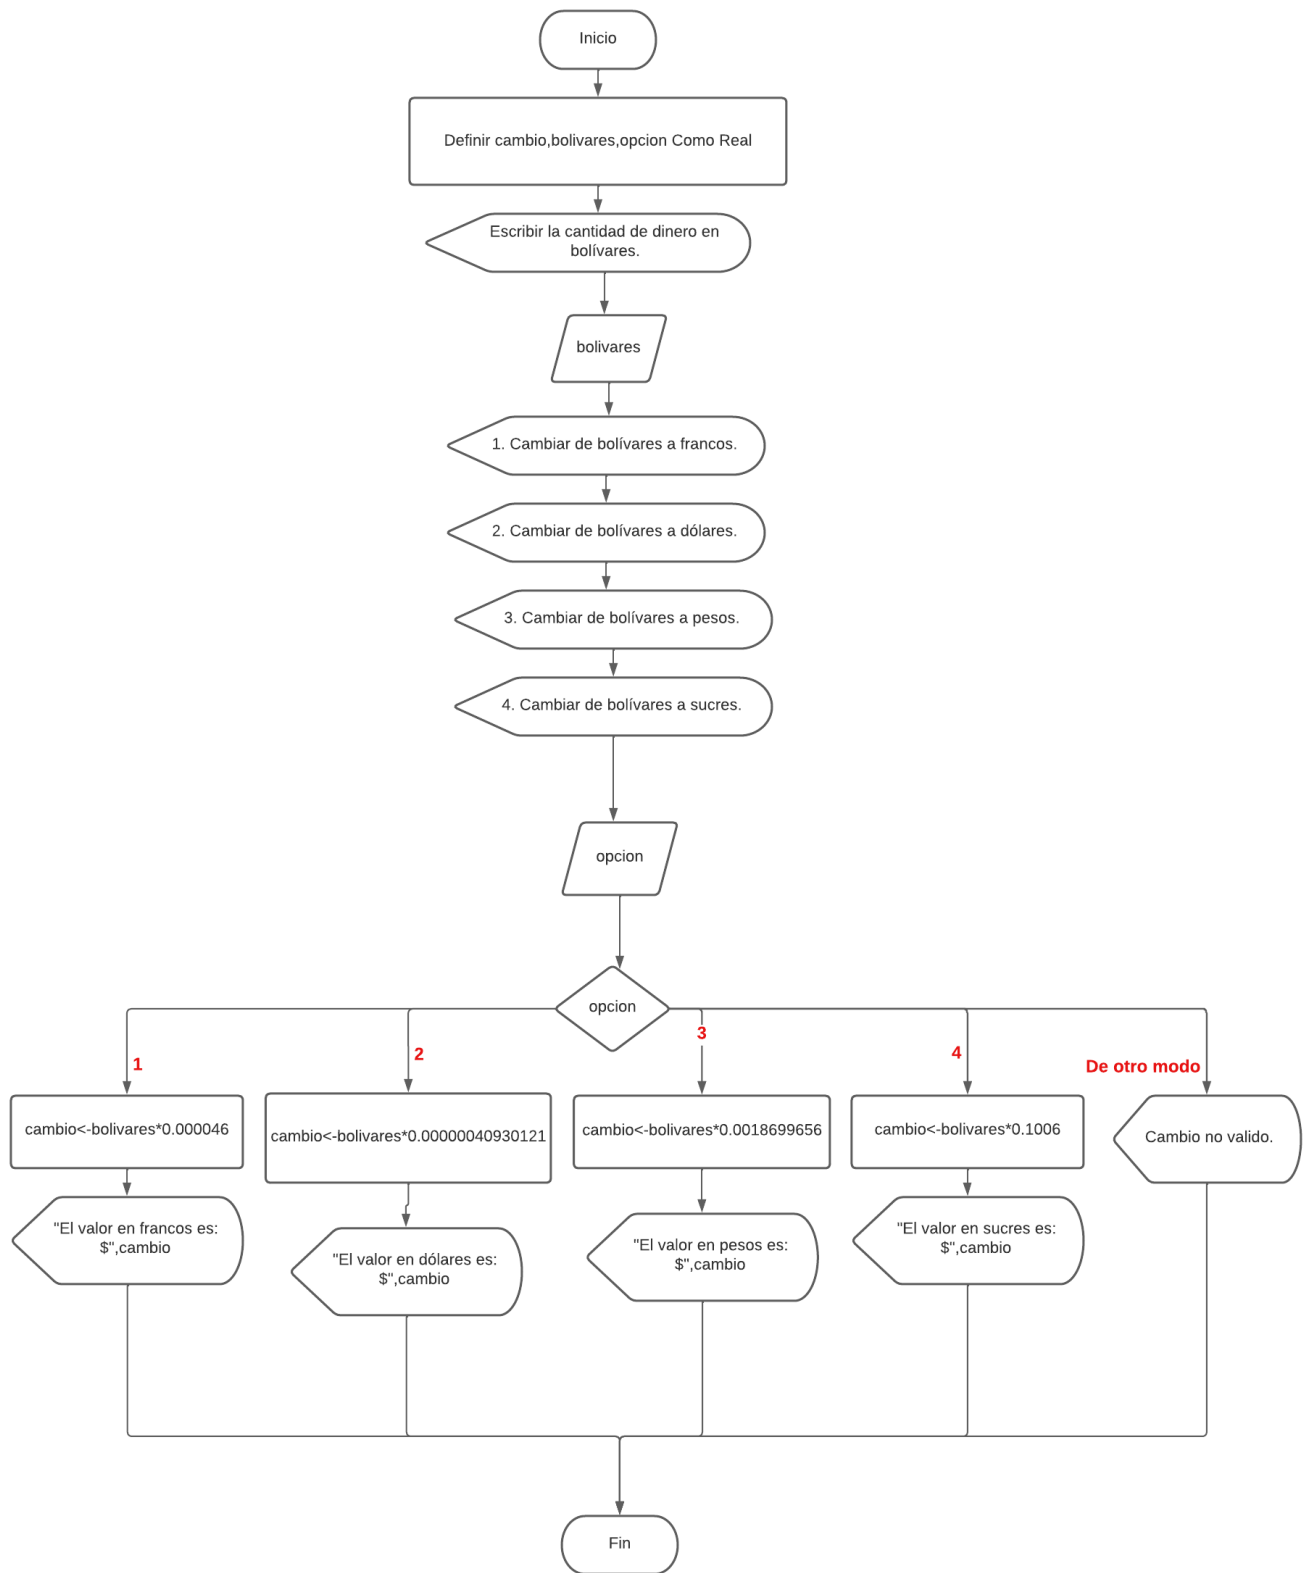 Inicio
Definir cambio,bolivares,opcion Como Real
Escribir la cantidad de dinero en
bolívares.
bolivares
1. Cambiar de bolívares a francos.
2. Cambiar de bolívares a dólares.
3. Cambiar de bolívares a pesos.
4. Cambiar de bolívares a sucres.
opcion
opcion
1
2
3
4
De otro modo
cambio<-bolivares*0.000046
cambio<-bolivares*0.00000040930121
cambio<-bolivares*0.0018699656
cambio<-bolivares*0.1006
Cambio no valido.
"El valor en francos es:
$",cambio
"El valor en dólares es:
$",cambio
"El valor en pesos es:
$",cambio
"El valor en sucres es:
$",cambio
Fin